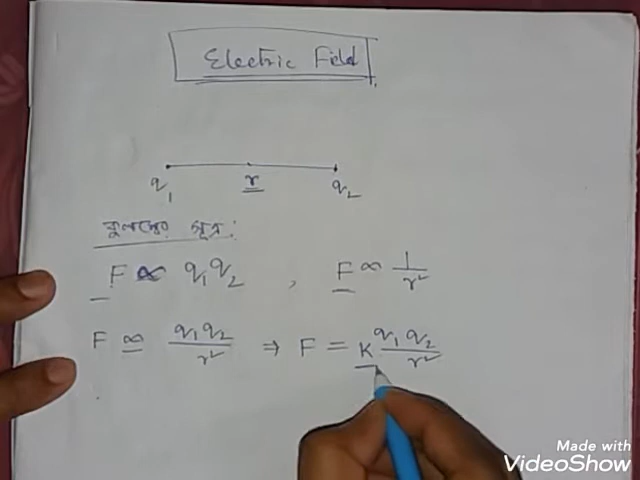 Electric Field
q₁ r q₂
কুলম্বের সূত্র:
F ∝ q₁q₂ , F ∝ 1/r²
F ∝ q₁q₂/r² ⇒ F = K q₁q₂/r²
Made with
VideoShow